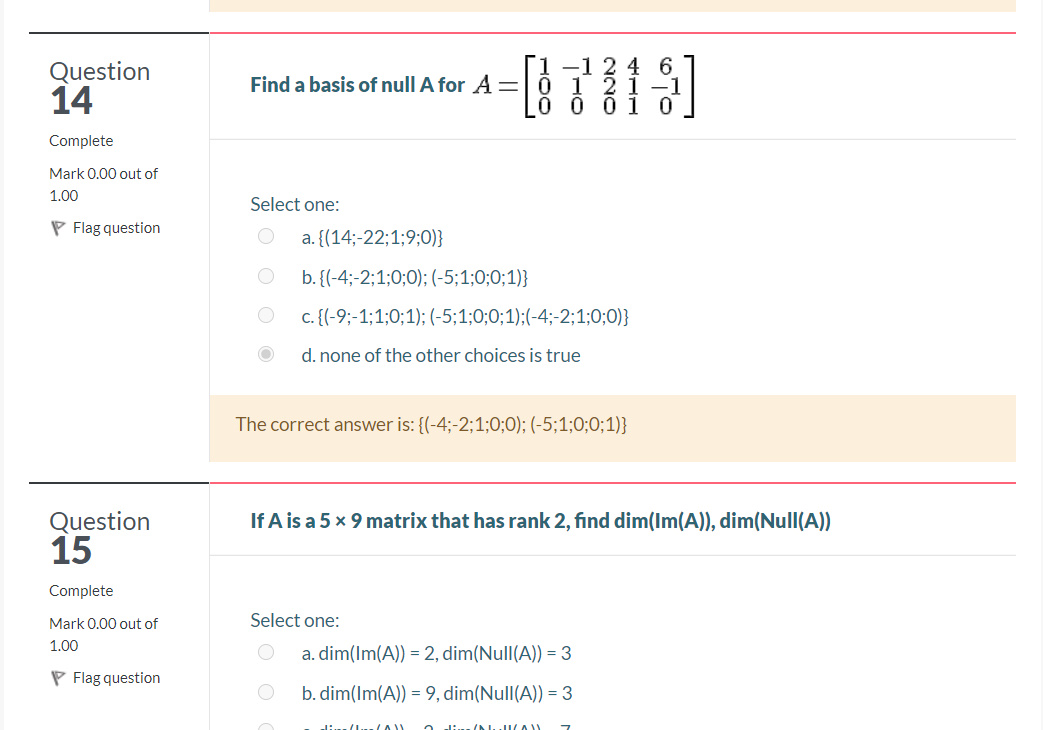 Question
14
Complete
Mark 0.00 out of
1.00
Flag question
Find a basis of null A for A = [1 −1 2 4 6
0 1 2 1 −1
0 0 0 1 0]
Select one:
a. {(14;-22;1;9;0)}
b. {(-4;-2;1;0;0); (-5;1;0;0;1)}
c. {(-9;-1;1;0;1); (-5;1;0;0;1);(-4;-2;1;0;0)}
d. none of the other choices is true
The correct answer is: {(-4;-2;1;0;0); (-5;1;0;0;1)}
Question
15
Complete
Mark 0.00 out of
1.00
Flag question
If A is a 5 × 9 matrix that has rank 2, find dim(Im(A)), dim(Null(A))
Select one:
a. dim(Im(A)) = 2, dim(Null(A)) = 3
b. dim(Im(A)) = 9, dim(Null(A)) = 3